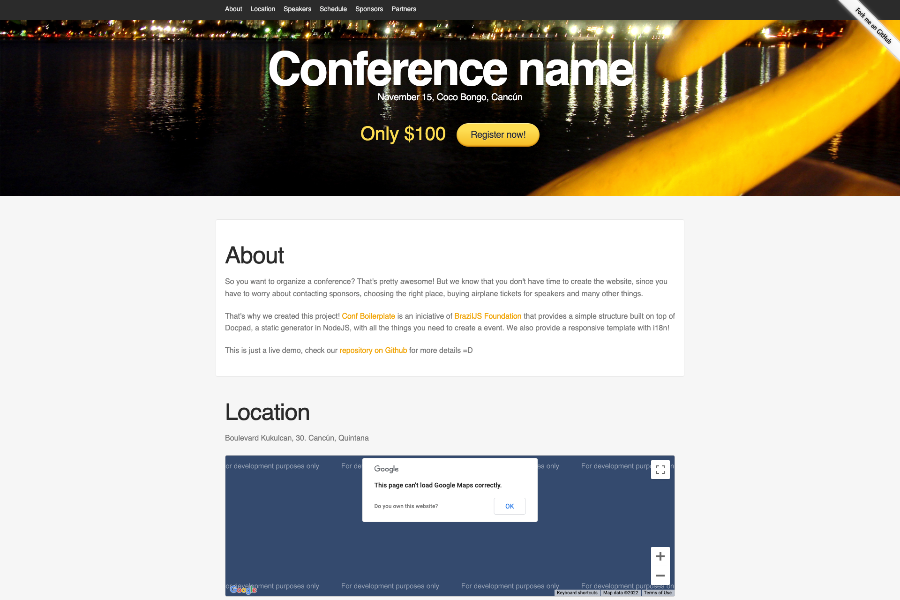 About Location Speakers Schedule Sponsors Partners
Fork me on GitHub
Conference name
November 15, Coco Bongo, Cancún
Only $100 Register now!
About
So you want to organize a conference? That's pretty awesome! But we know that you don't have time to create the website, since you
have to worry about contacting sponsors, choosing the right place, buying airplane tickets for speakers and many other things.
That's why we created this project! Conf Boilerplate is an iniciative of BrazilJS Foundation that provides a simple structure built on top of
Docpad, a static generator in NodeJS, with all the things you need to create a event. We also provide a responsive template with i18n!
This is just a live demo, check our repository on Github for more details =D
Location
Boulevard Kukulcan, 30. Cancún, Quintana
or development purposes only For de es only For development purposes only
Google
This page can't load Google Maps correctly.
Do you own this website? OK
or development purposes only For development purposes only For development purposes only For development purposes only
Google
Keyboard shortcuts Map data ©2022 Terms of Use